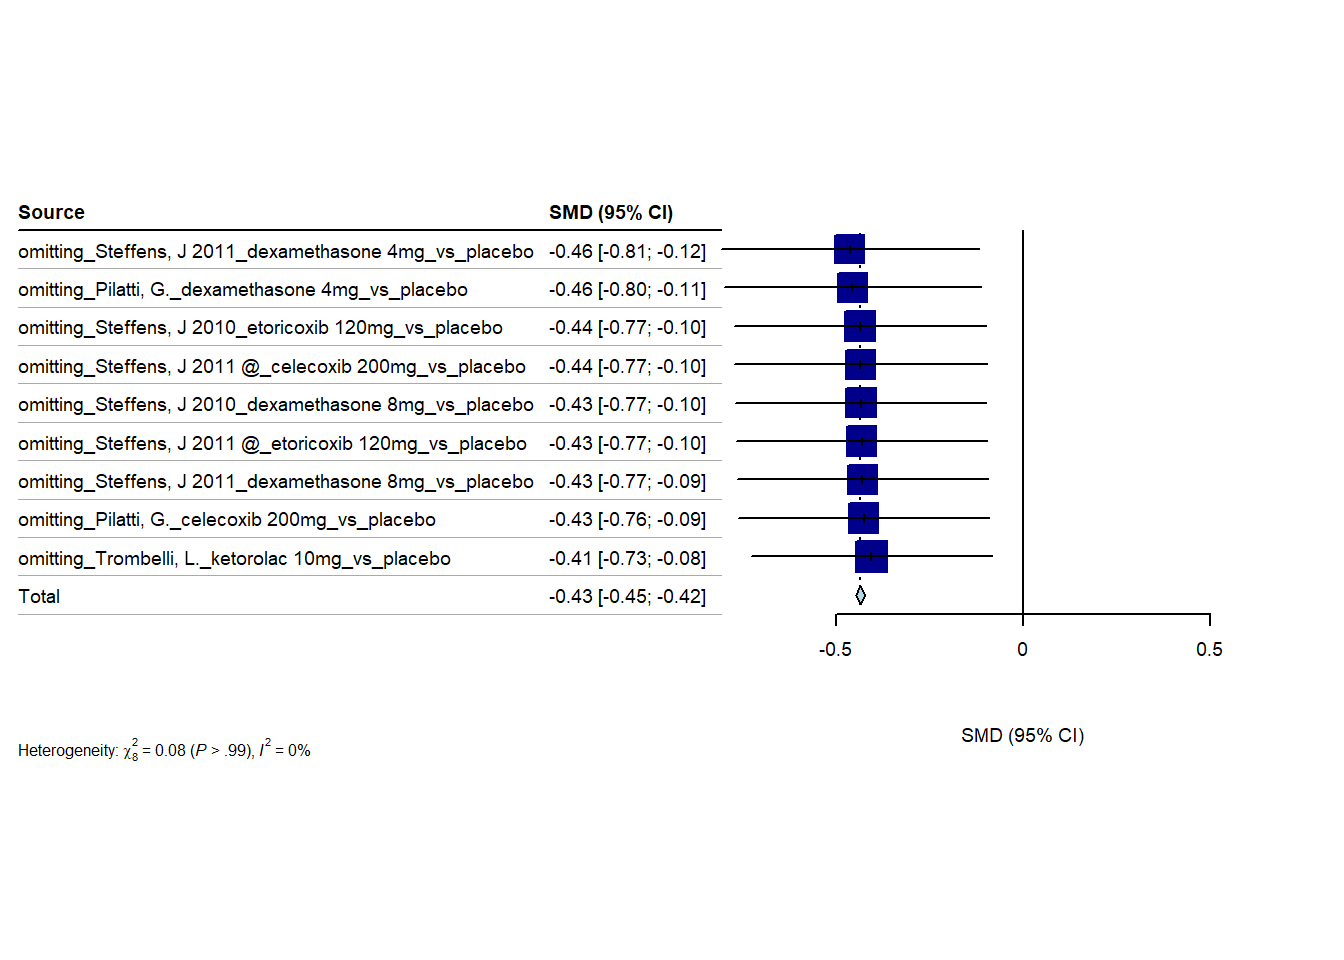 Source SMD (95% CI)
omitting_Steffens, J 2011_dexamethasone 4mg_vs_placebo -0.46 [-0.81; -0.12]
omitting_Pilatti, G._dexamethasone 4mg_vs_placebo -0.46 [-0.80; -0.11]
omitting_Steffens, J 2010_etoricoxib 120mg_vs_placebo -0.44 [-0.77; -0.10]
omitting_Steffens, J 2011 @_celecoxib 200mg_vs_placebo -0.44 [-0.77; -0.10]
omitting_Steffens, J 2010_dexamethasone 8mg_vs_placebo -0.43 [-0.77; -0.10]
omitting_Steffens, J 2011 @_etoricoxib 120mg_vs_placebo -0.43 [-0.77; -0.10]
omitting_Steffens, J 2011_dexamethasone 8mg_vs_placebo -0.43 [-0.77; -0.09]
omitting_Pilatti, G._celecoxib 200mg_vs_placebo -0.43 [-0.76; -0.09]
omitting_Trombelli, L._ketorolac 10mg_vs_placebo -0.41 [-0.73; -0.08]
Total -0.43 [-0.45; -0.42]
-0.5 0 0.5
SMD (95% CI)
Heterogeneity: χ²₈ = 0.08 (P > .99), I² = 0%